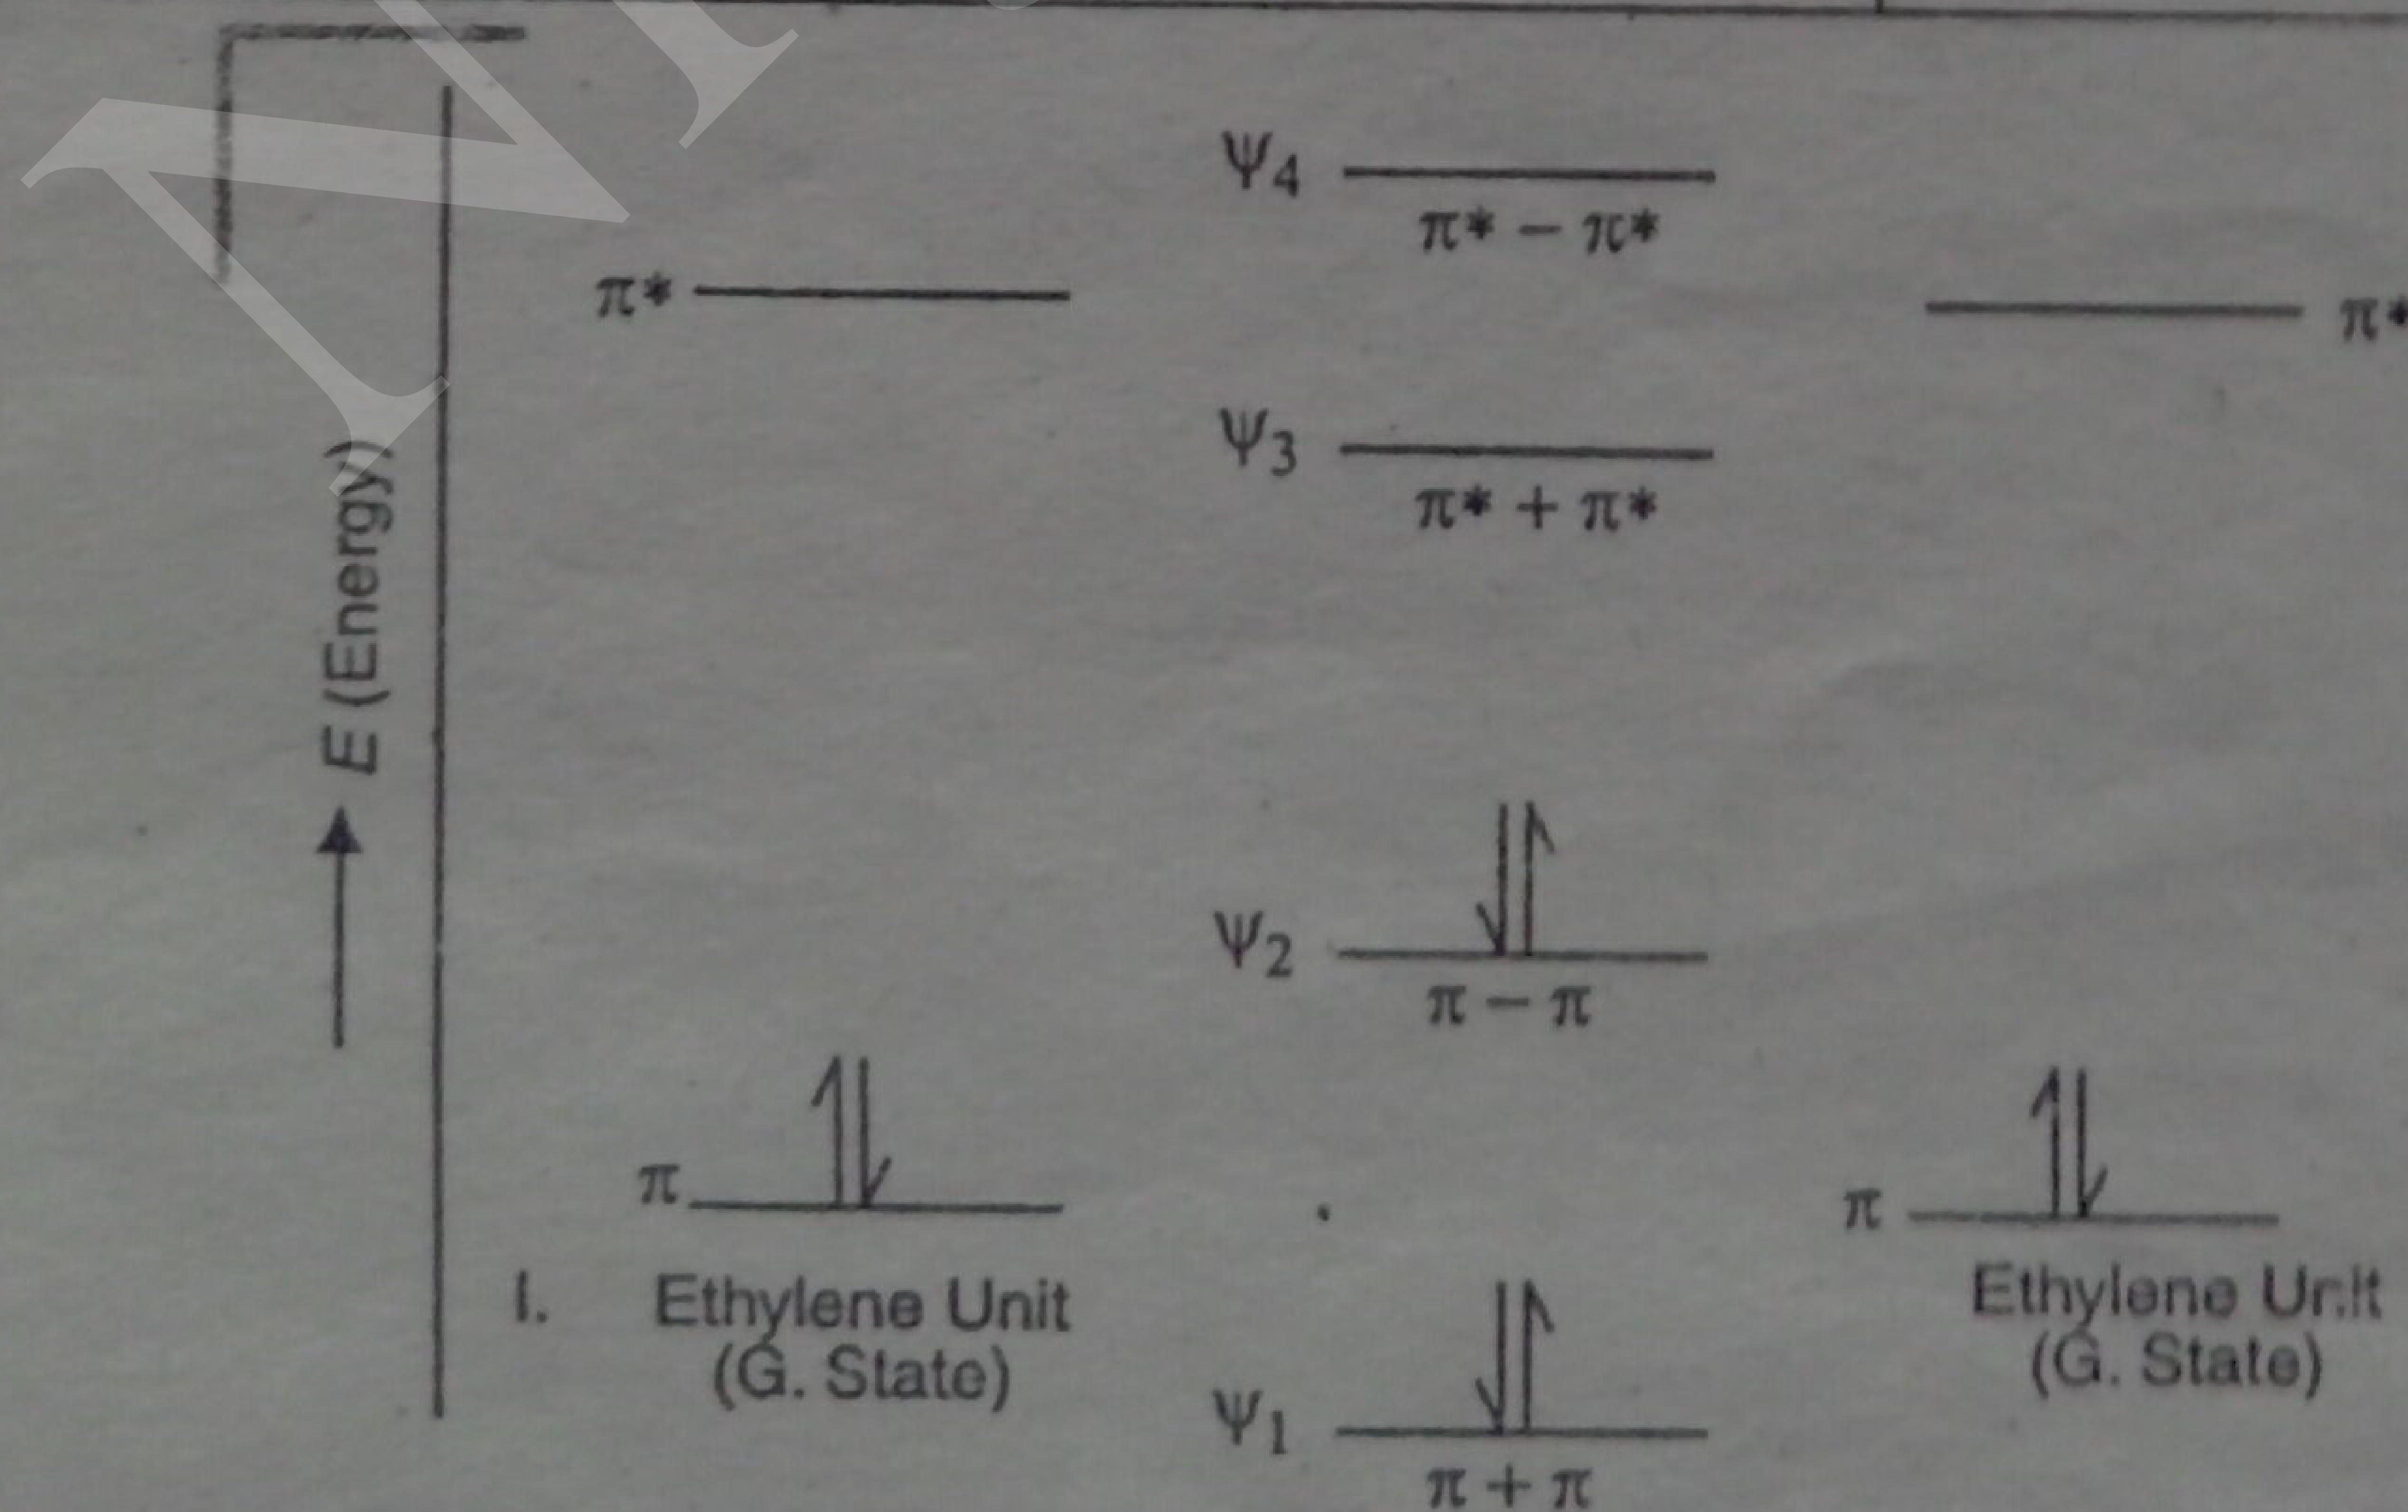 Ψ4
π* − π*
π*
π*
Ψ3
π* + π*
E (Energy)
Ψ2
π − π
π
π
I. Ethylene Unit
(G. State)
Ethylene Unit
(G. State)
Ψ1
π + π